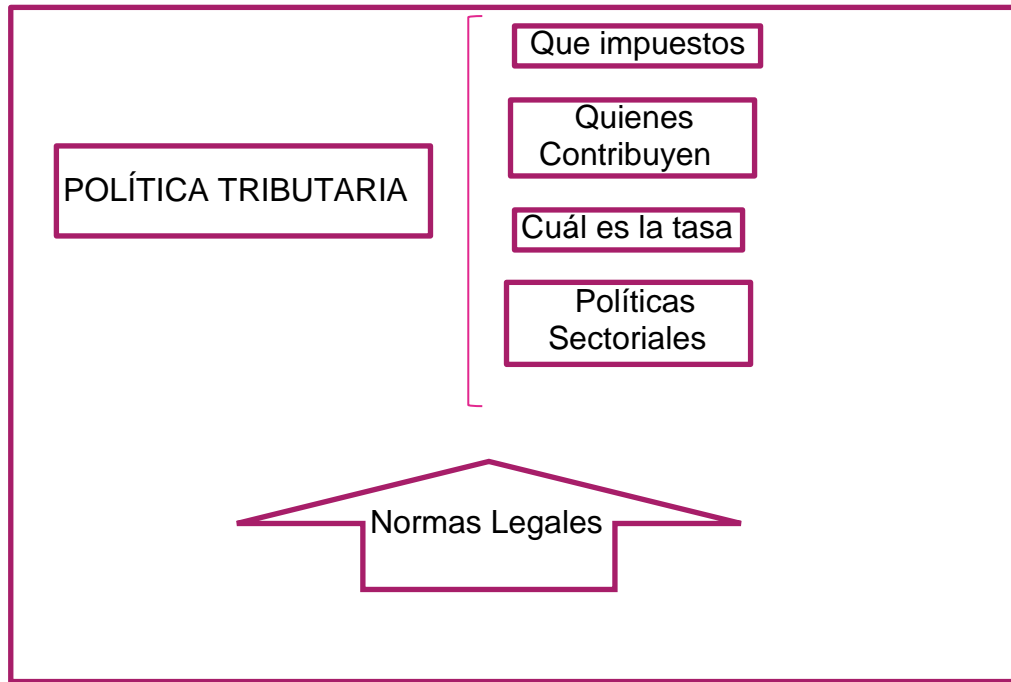 POLÍTICA TRIBUTARIA
Que impuestos
Quienes
Contribuyen
Cuál es la tasa
Políticas
Sectoriales
Normas Legales